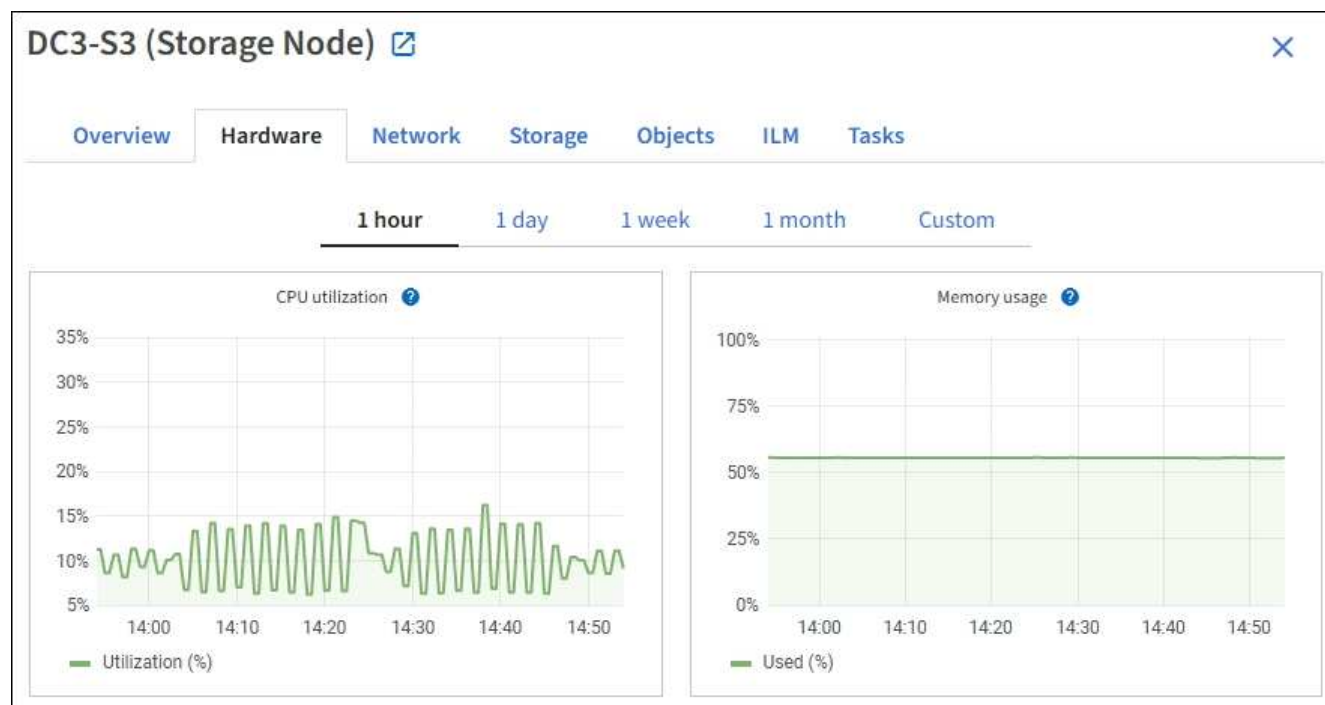 DC3-S3 (Storage Node)
Overview Hardware Network Storage Objects ILM Tasks
1 hour 1 day 1 week 1 month Custom
CPU utilization ?
35%
30%
25%
20%
15%
10%
5%
14:00 14:10 14:20 14:30 14:40 14:50
Utilization (%)
Memory usage ?
100%
75%
50%
25%
0%
14:00 14:10 14:20 14:30 14:40 14:50
Used (%)